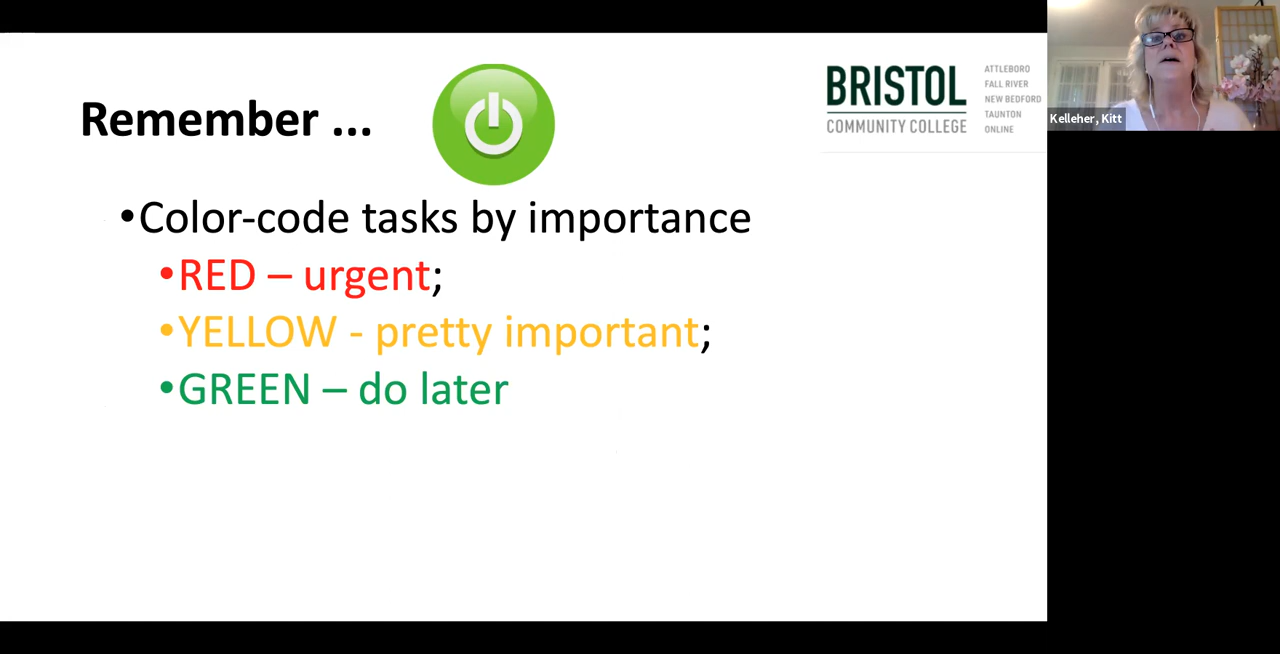 Remember ...
BRISTOL
COMMUNITY COLLEGE
ATTLEBORO
FALL RIVER
NEW BEDFORD
TAUNTON
ONLINE
Kelleher, Kitt
•Color-code tasks by importance
•RED – urgent;
•YELLOW - pretty important;
•GREEN – do later